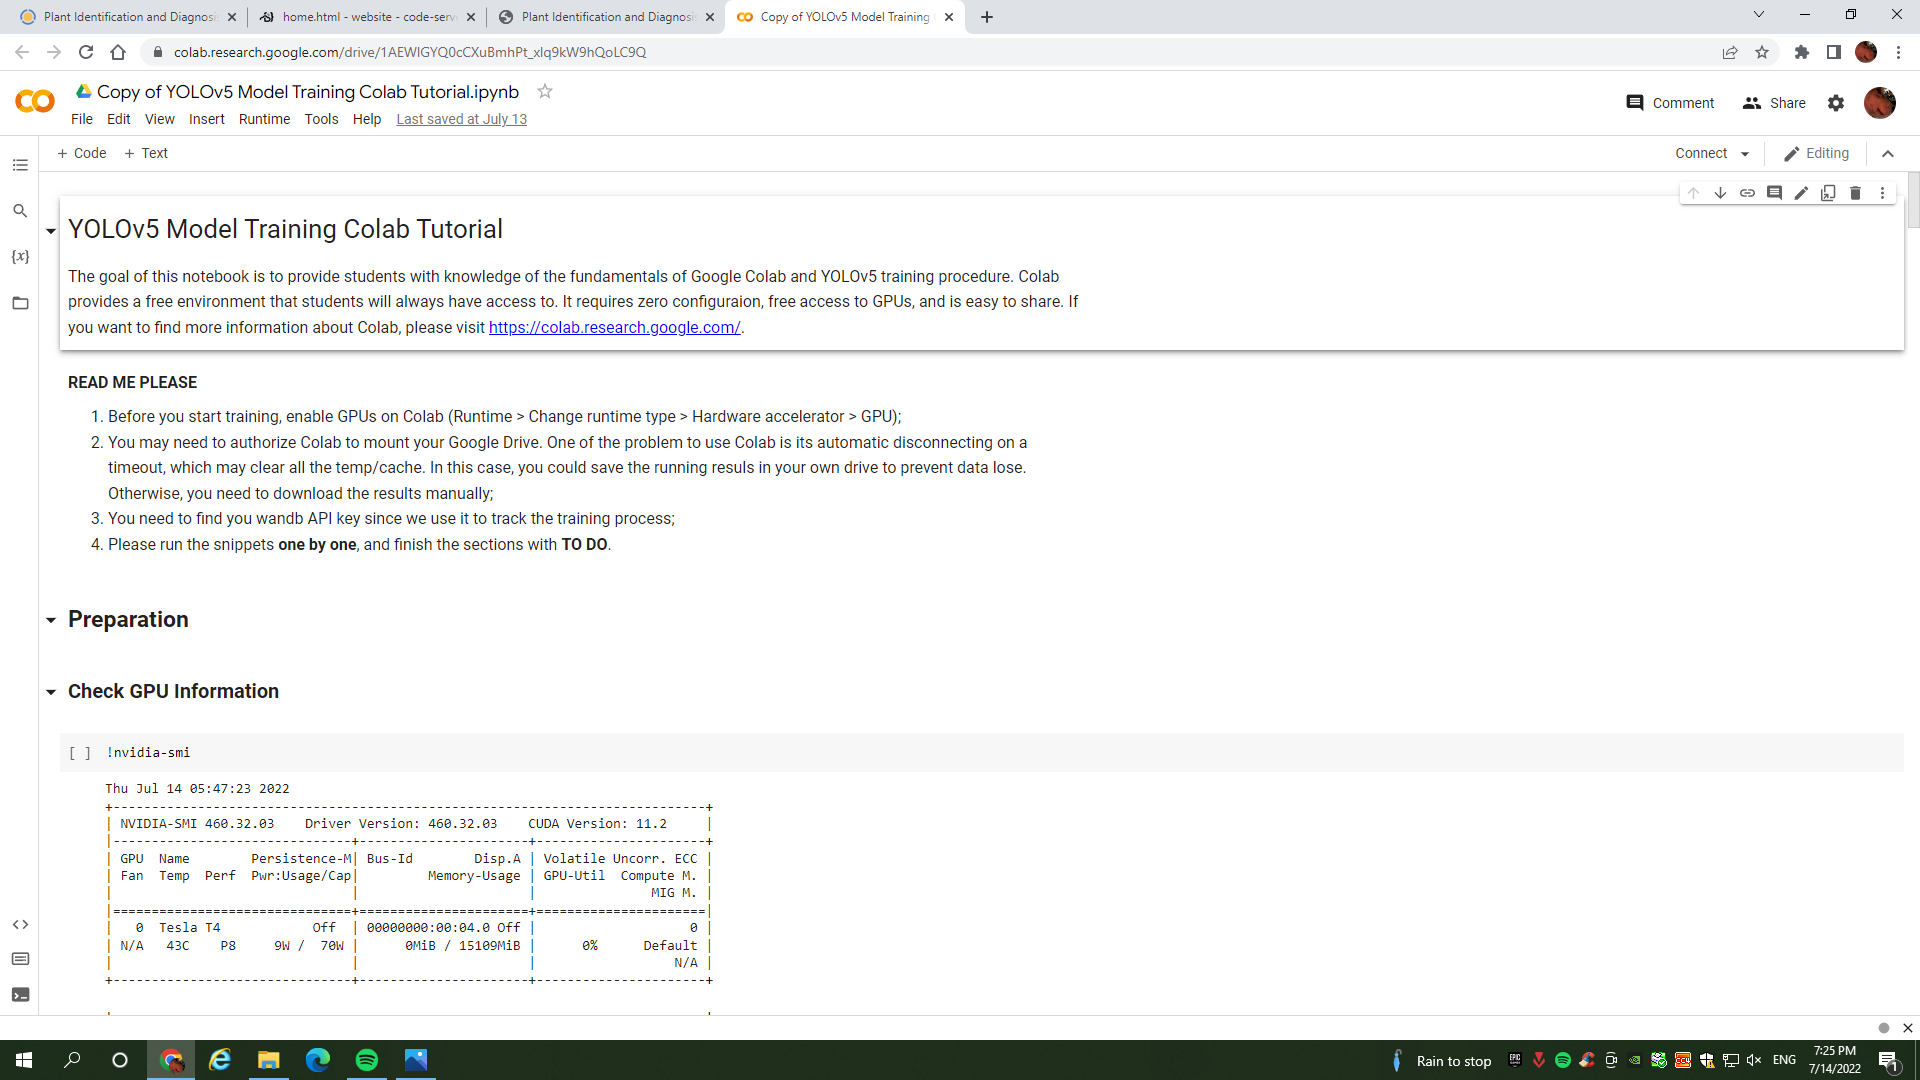 Plant Identification and Diagnosi
home.html - website - code-serv
Plant Identification and Diagnosi
Copy of YOLOv5 Model Training
colab.research.google.com/drive/1AEWIGYQ0cCXuBmhPt_xlq9kW9hQoLC9Q
Copy of YOLOv5 Model Training Colab Tutorial.ipynb
File Edit View Insert Runtime Tools Help Last saved at July 13
Comment Share
+ Code + Text
Connect Editing
YOLOv5 Model Training Colab Tutorial
The goal of this notebook is to provide students with knowledge of the fundamentals of Google Colab and YOLOv5 training procedure. Colab
provides a free environment that students will always have access to. It requires zero configuraion, free access to GPUs, and is easy to share. If
you want to find more information about Colab, please visit https://colab.research.google.com/.
READ ME PLEASE
1. Before you start training, enable GPUs on Colab (Runtime > Change runtime type > Hardware accelerator > GPU);
2. You may need to authorize Colab to mount your Google Drive. One of the problem to use Colab is its automatic disconnecting on a
timeout, which may clear all the temp/cache. In this case, you could save the running resuls in your own drive to prevent data lose.
Otherwise, you need to download the results manually;
3. You need to find you wandb API key since we use it to track the training process;
4. Please run the snippets one by one, and finish the sections with TO DO.
Preparation
Check GPU Information
[ ] !nvidia-smi
Thu Jul 14 05:47:23 2022
+-----------------------------------------------------------------------------+
| NVIDIA-SMI 460.32.03    Driver Version: 460.32.03    CUDA Version: 11.2     |
|-------------------------------+----------------------+----------------------+
| GPU  Name        Persistence-M| Bus-Id        Disp.A | Volatile Uncorr. ECC |
| Fan  Temp  Perf  Pwr:Usage/Cap|         Memory-Usage | GPU-Util  Compute M. |
|                               |                      |               MIG M. |
|===============================+======================+======================|
|   0  Tesla T4            Off  | 00000000:00:04.0 Off |                    0 |
| N/A   43C    P8     9W /  70W |      0MiB / 15109MiB |      0%      Default |
|                               |                      |                  N/A |
+-------------------------------+----------------------+----------------------+
Rain to stop
ENG
7:25 PM
7/14/2022
1